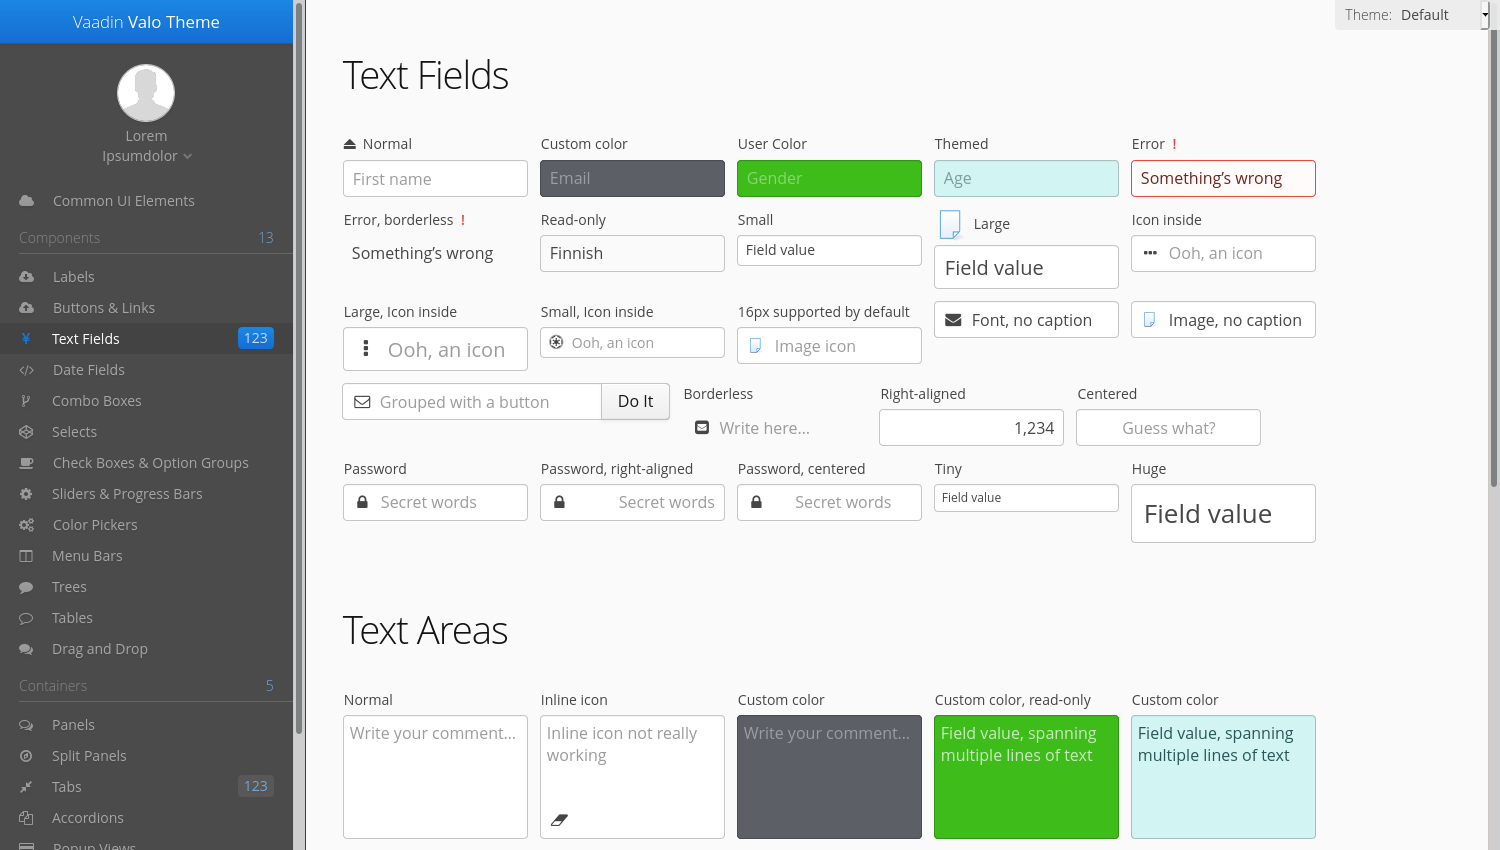 Vaadin Valo Theme
Lorem
Ipsumdolor
Common UI Elements
Components 13
Labels
Buttons & Links
Text Fields 123
Date Fields
Combo Boxes
Selects
Check Boxes & Option Groups
Sliders & Progress Bars
Color Pickers
Menu Bars
Trees
Tables
Drag and Drop
Containers 5
Panels
Split Panels
Tabs 123
Accordions
Popup Views
Theme: Default
Text Fields
Normal Custom color User Color Themed Error !
First name Email Gender Age Something's wrong
Error, borderless ! Read-only Small Large Icon inside
Something's wrong Finnish Field value Field value Ooh, an icon
Large, Icon inside Small, Icon inside 16px supported by default
Ooh, an icon Ooh, an icon Image icon Font, no caption Image, no caption
Borderless Right-aligned Centered
Grouped with a button Do It Write here... 1,234 Guess what?
Password Password, right-aligned Password, centered Tiny Huge
Secret words Secret words Secret words Field value Field value
Text Areas
Normal Inline icon Custom color Custom color, read-only Custom color
Write your comment... Inline icon not really Write your comment... Field value, spanning Field value, spanning
working multiple lines of text multiple lines of text